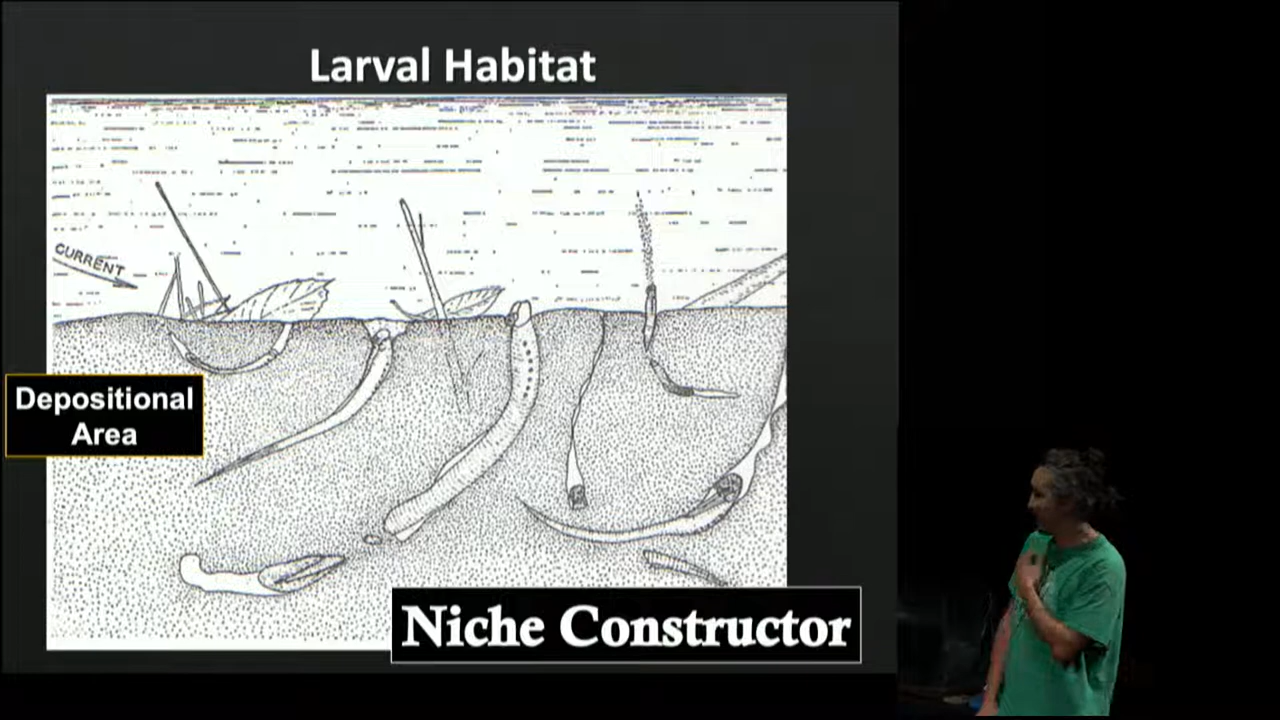 Larval Habitat
CURRENT
Depositional
Area
Niche Constructor